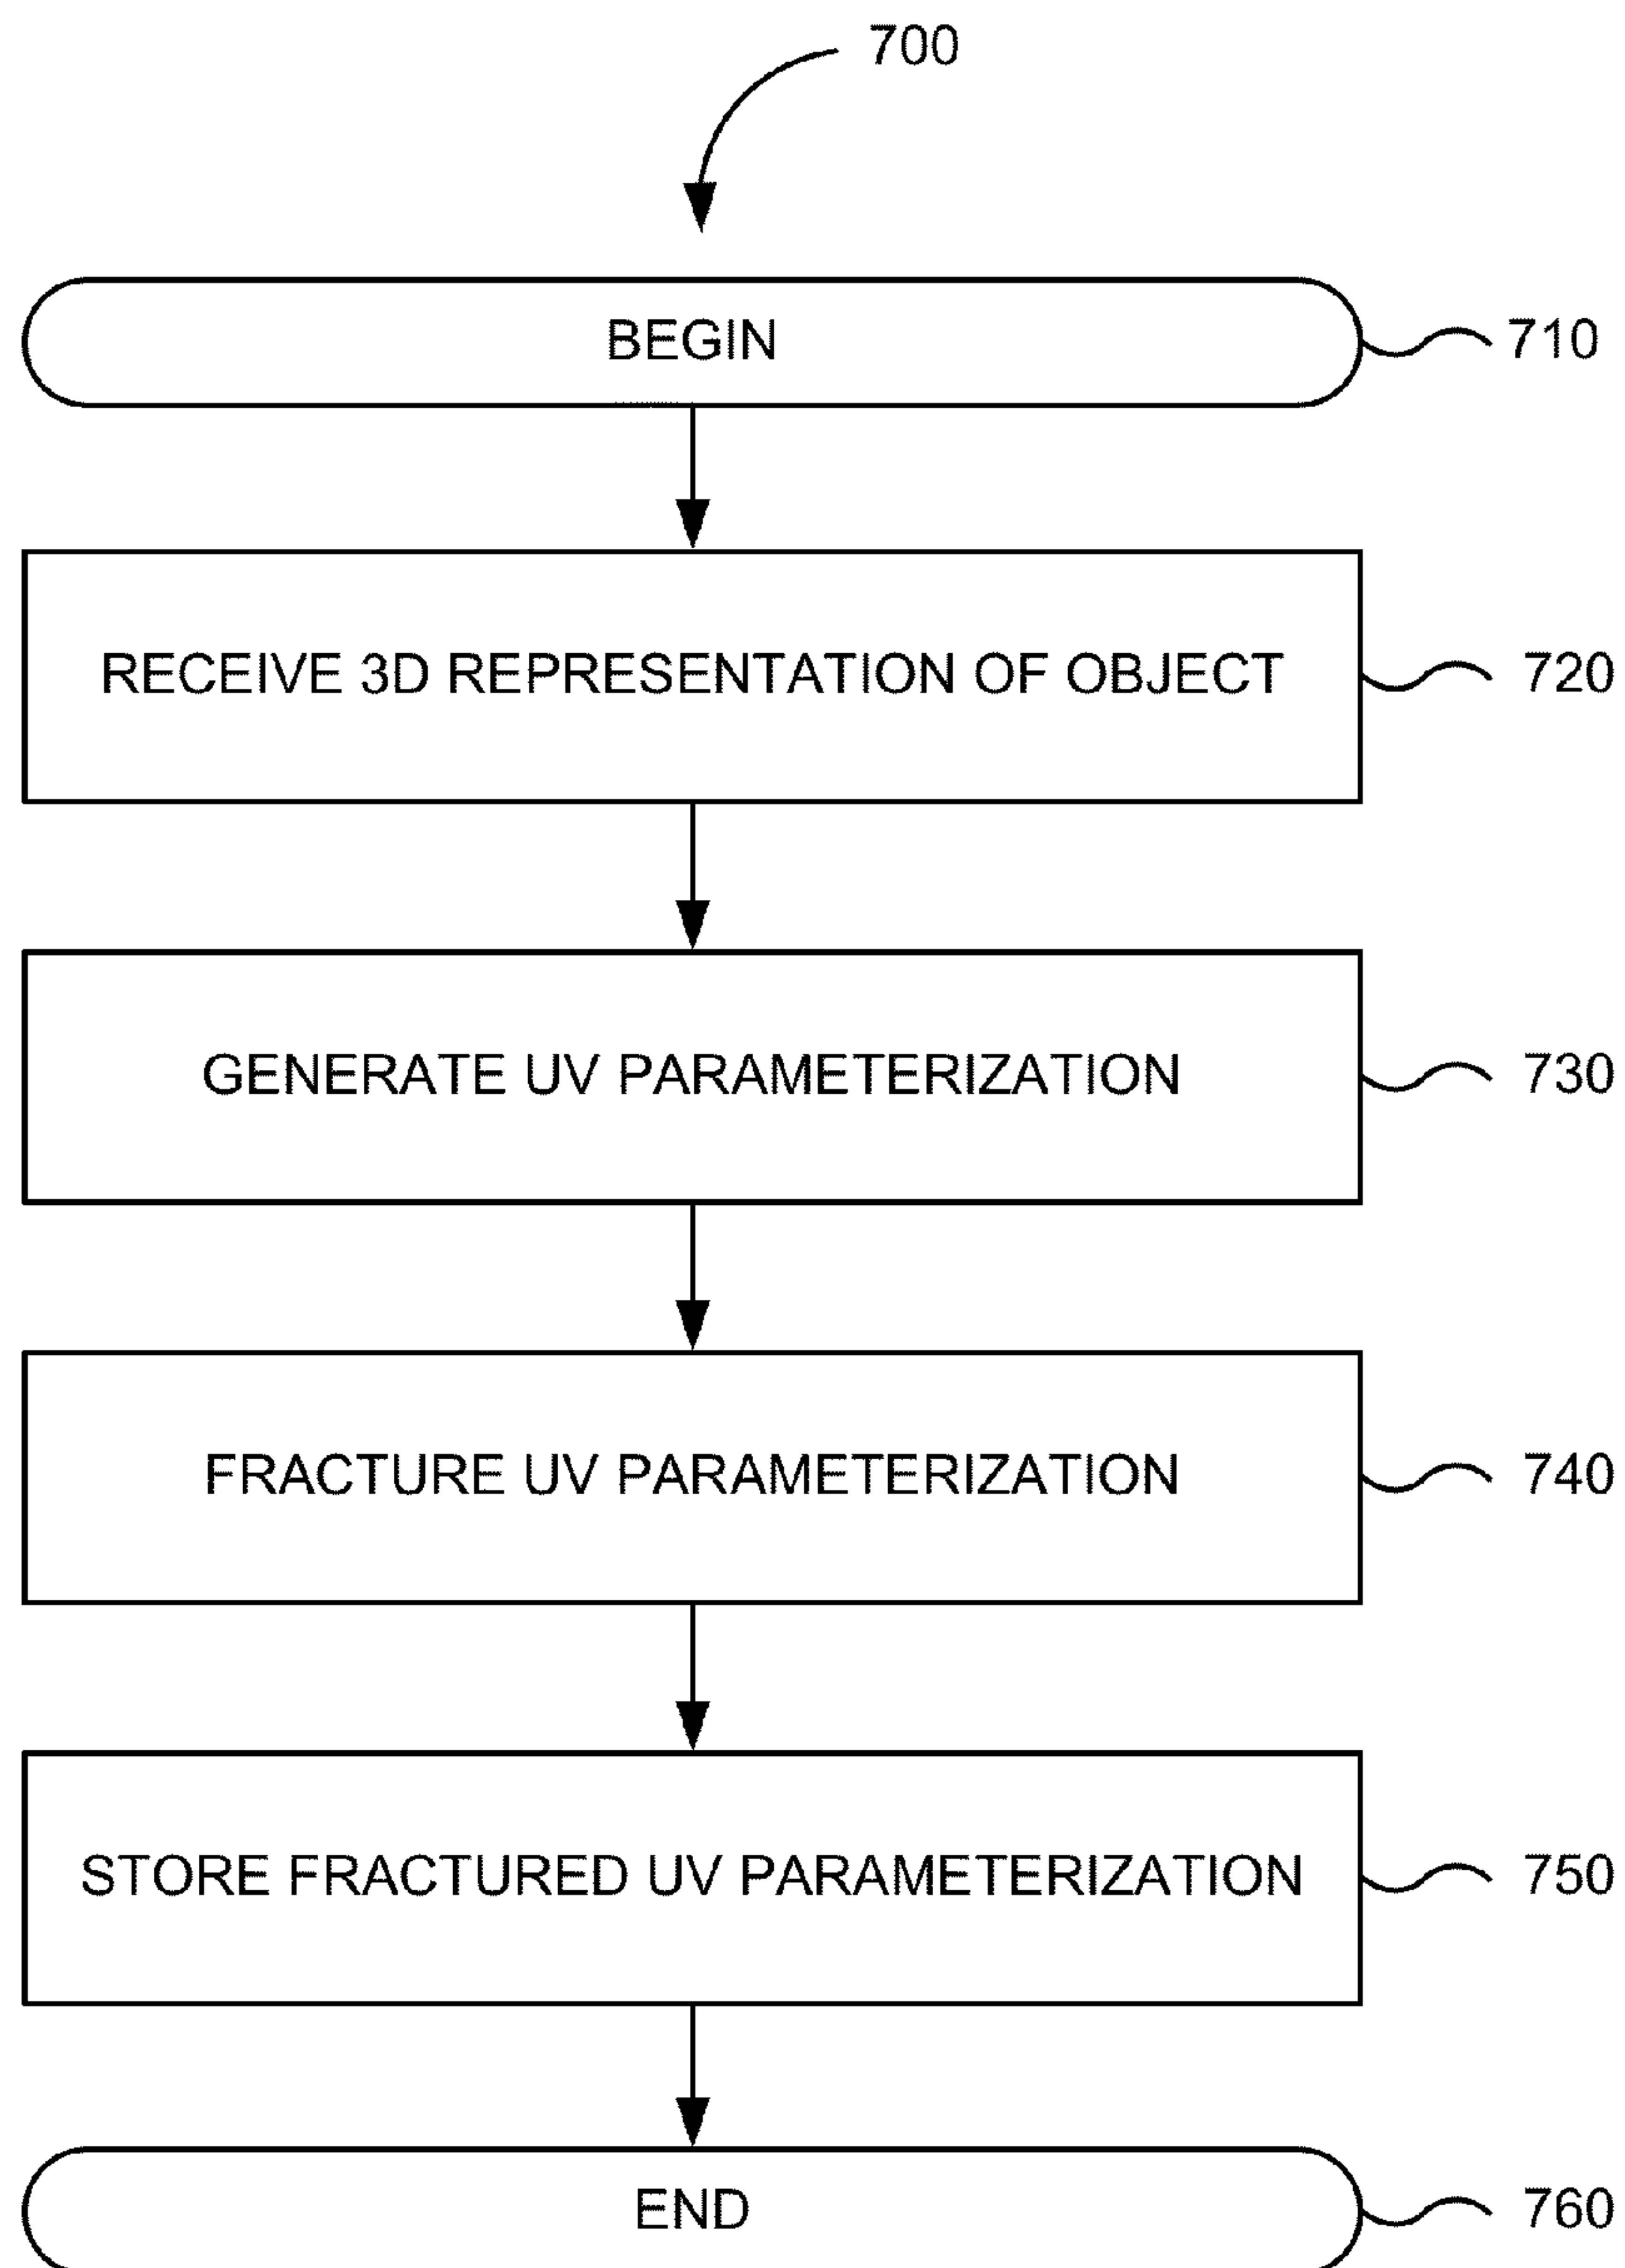 700
BEGIN
710
RECEIVE 3D REPRESENTATION OF OBJECT
720
GENERATE UV PARAMETERIZATION
730
FRACTURE UV PARAMETERIZATION
740
STORE FRACTURED UV PARAMETERIZATION
750
END
760